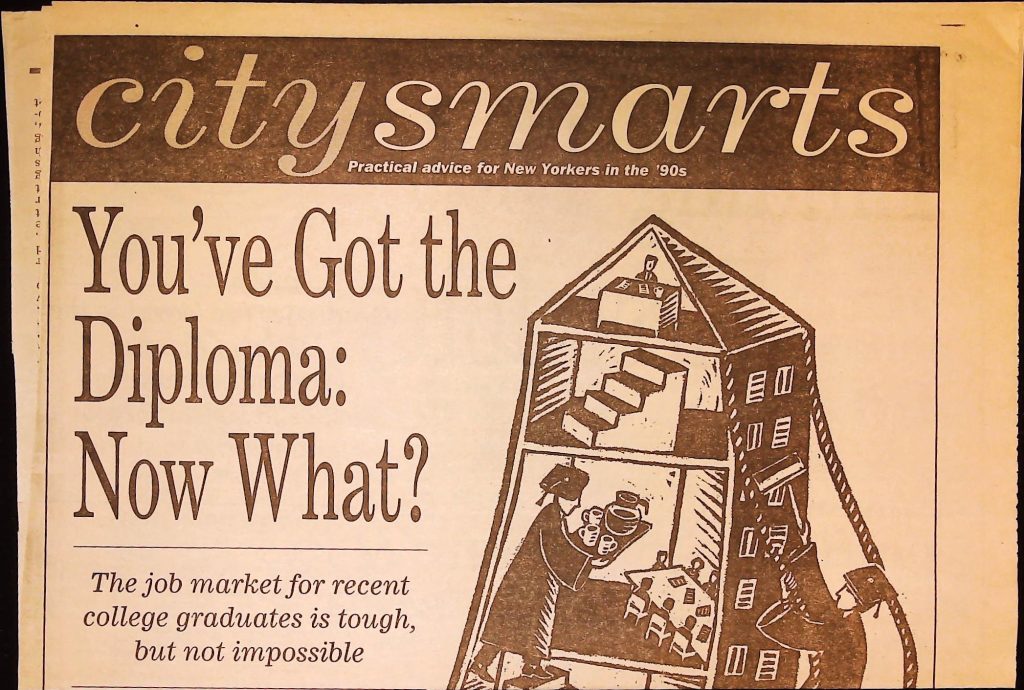 citysmarts
Practical advice for New Yorkers in the '90s
You've Got the
Diploma:
Now What?
The job market for recent
college graduates is tough,
but not impossible